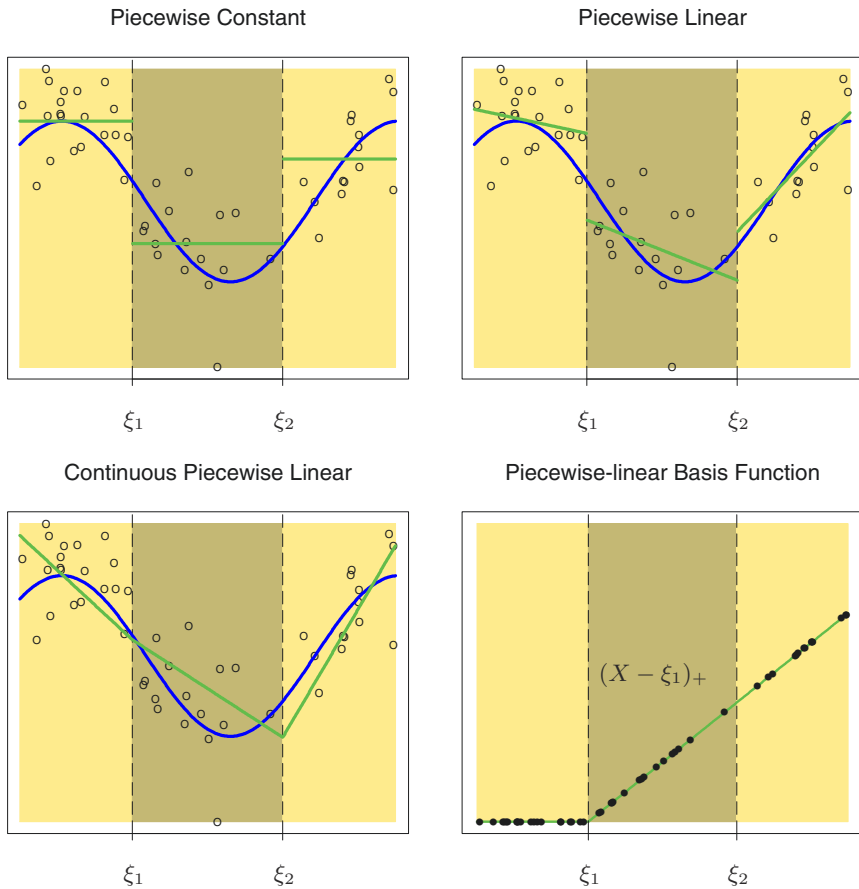 Piecewise Constant
Piecewise Linear
ξ₁ ξ₂
ξ₁ ξ₂
Continuous Piecewise Linear
Piecewise-linear Basis Function
(X − ξ₁)₊
ξ₁ ξ₂
ξ₁ ξ₂